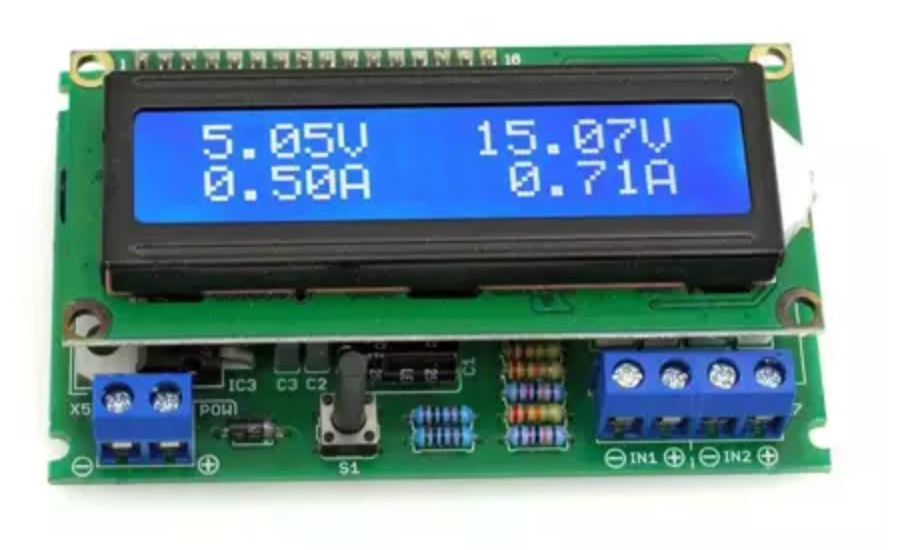 1 16
5.05V 15.07V
0.50A 0.71A
IC3 C3 C2 C1
X5 POW 7
S1
⊖ ⊕ ⊖ IN1 ⊕ ⊖ IN2 ⊕